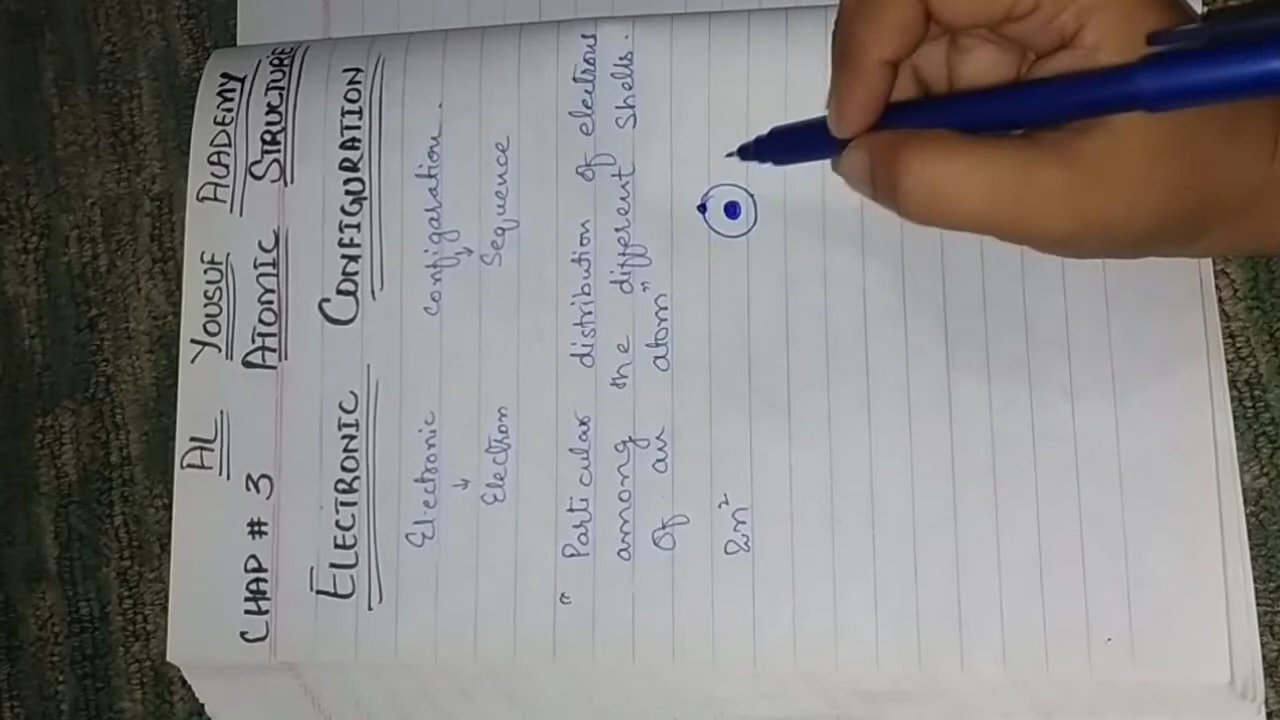 AL YOUSUF ACADEMY
CHAP # 3 ATOMIC STRUCTURE
ELECTRONIC CONFIGURATION
Electronic configaration.
↓ ↓
Electron Sequence
" Particular distribution of electrons
among the different shells.
Of an atom"
2n²